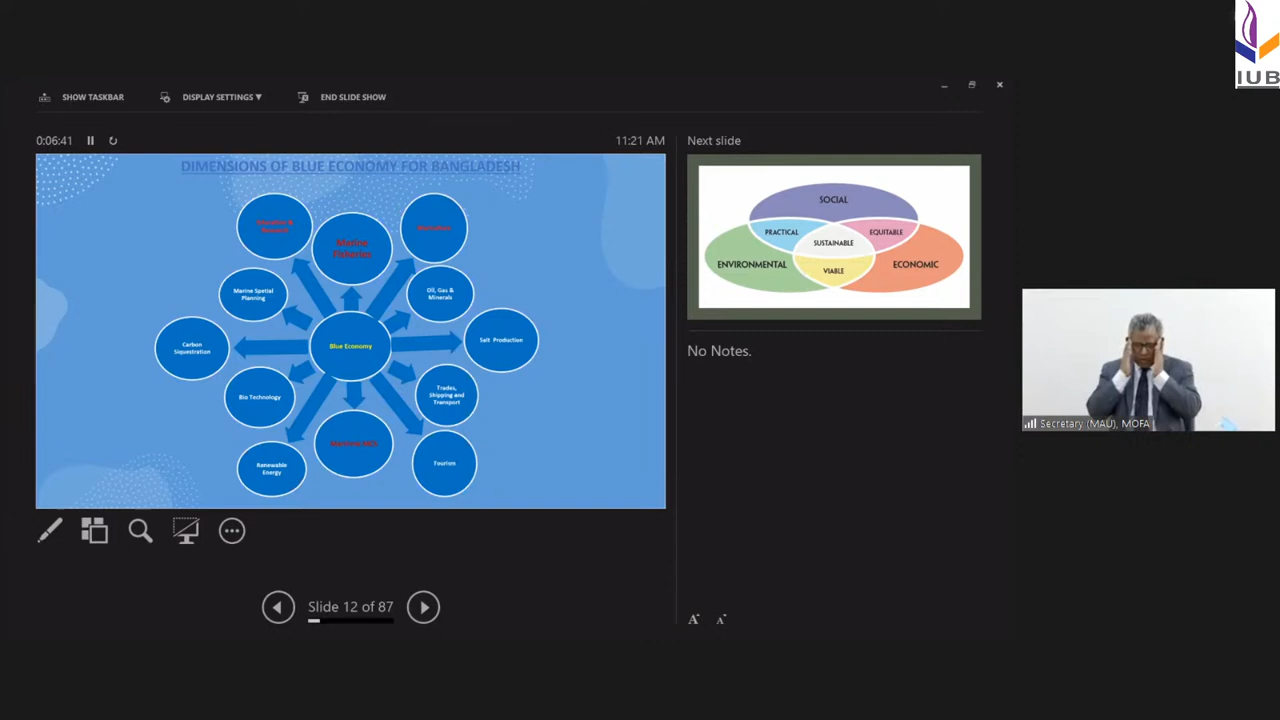 IUB
SHOW TASKBAR
DISPLAY SETTINGS ▼
END SLIDE SHOW
0:06:41
11:21 AM
Next slide
DIMENSIONS OF BLUE ECONOMY FOR BANGLADESH
Marine
Fisheries
Oil, Gas &
Minerals
Marine Spatial
Planning
Salt Production
Carbon
Siquestration
Blue Economy
Trades,
Shipping and
Transport
Bio Technology
Renewable
Energy
Tourism
SOCIAL
PRACTICAL
EQUITABLE
SUSTAINABLE
ENVIRONMENTAL
VIABLE
ECONOMIC
No Notes.
Secretary (MAU), MOFA
Slide 12 of 87
A
A